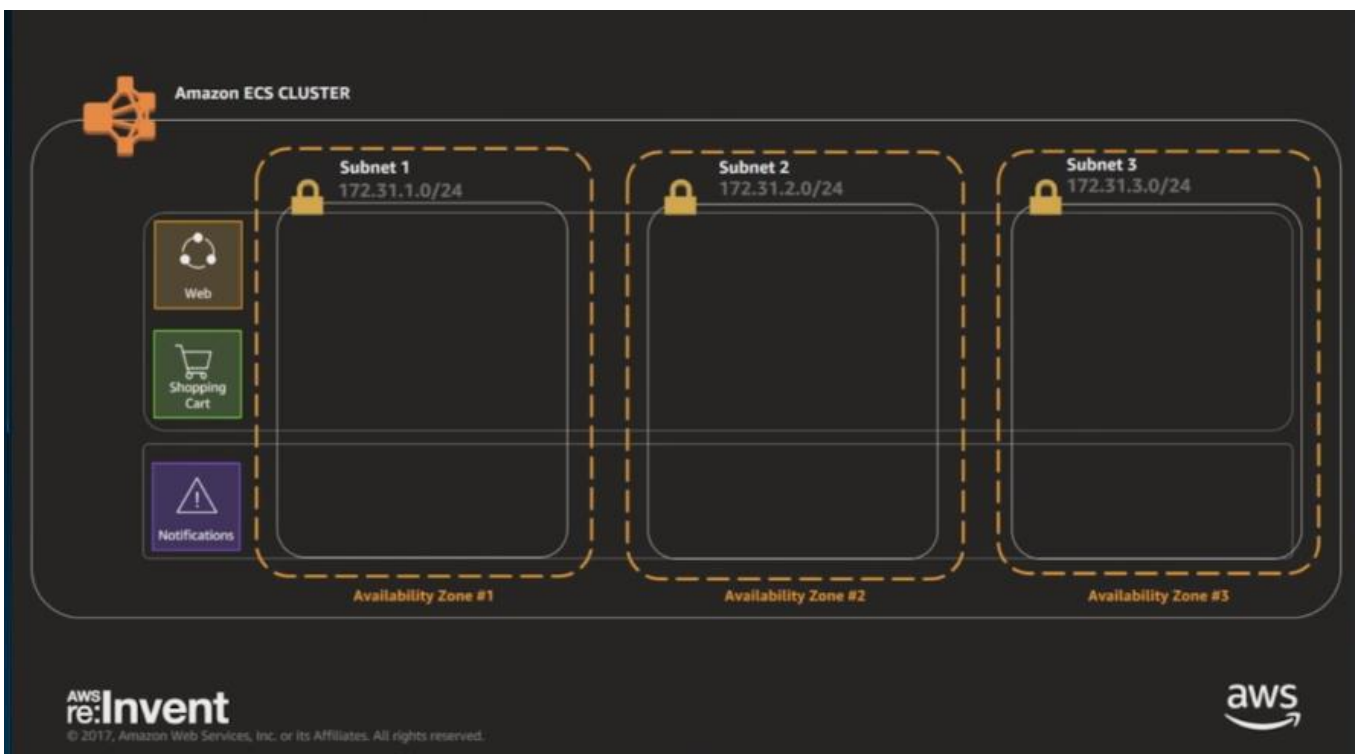 Amazon ECS CLUSTER
Subnet 1
172.31.1.0/24
Subnet 2
172.31.2.0/24
Subnet 3
172.31.3.0/24
Web
Shopping
Cart
Notifications
Availability Zone #1
Availability Zone #2
Availability Zone #3
AWS
re:Invent
© 2017, Amazon Web Services, Inc. or its Affiliates. All rights reserved.
aws